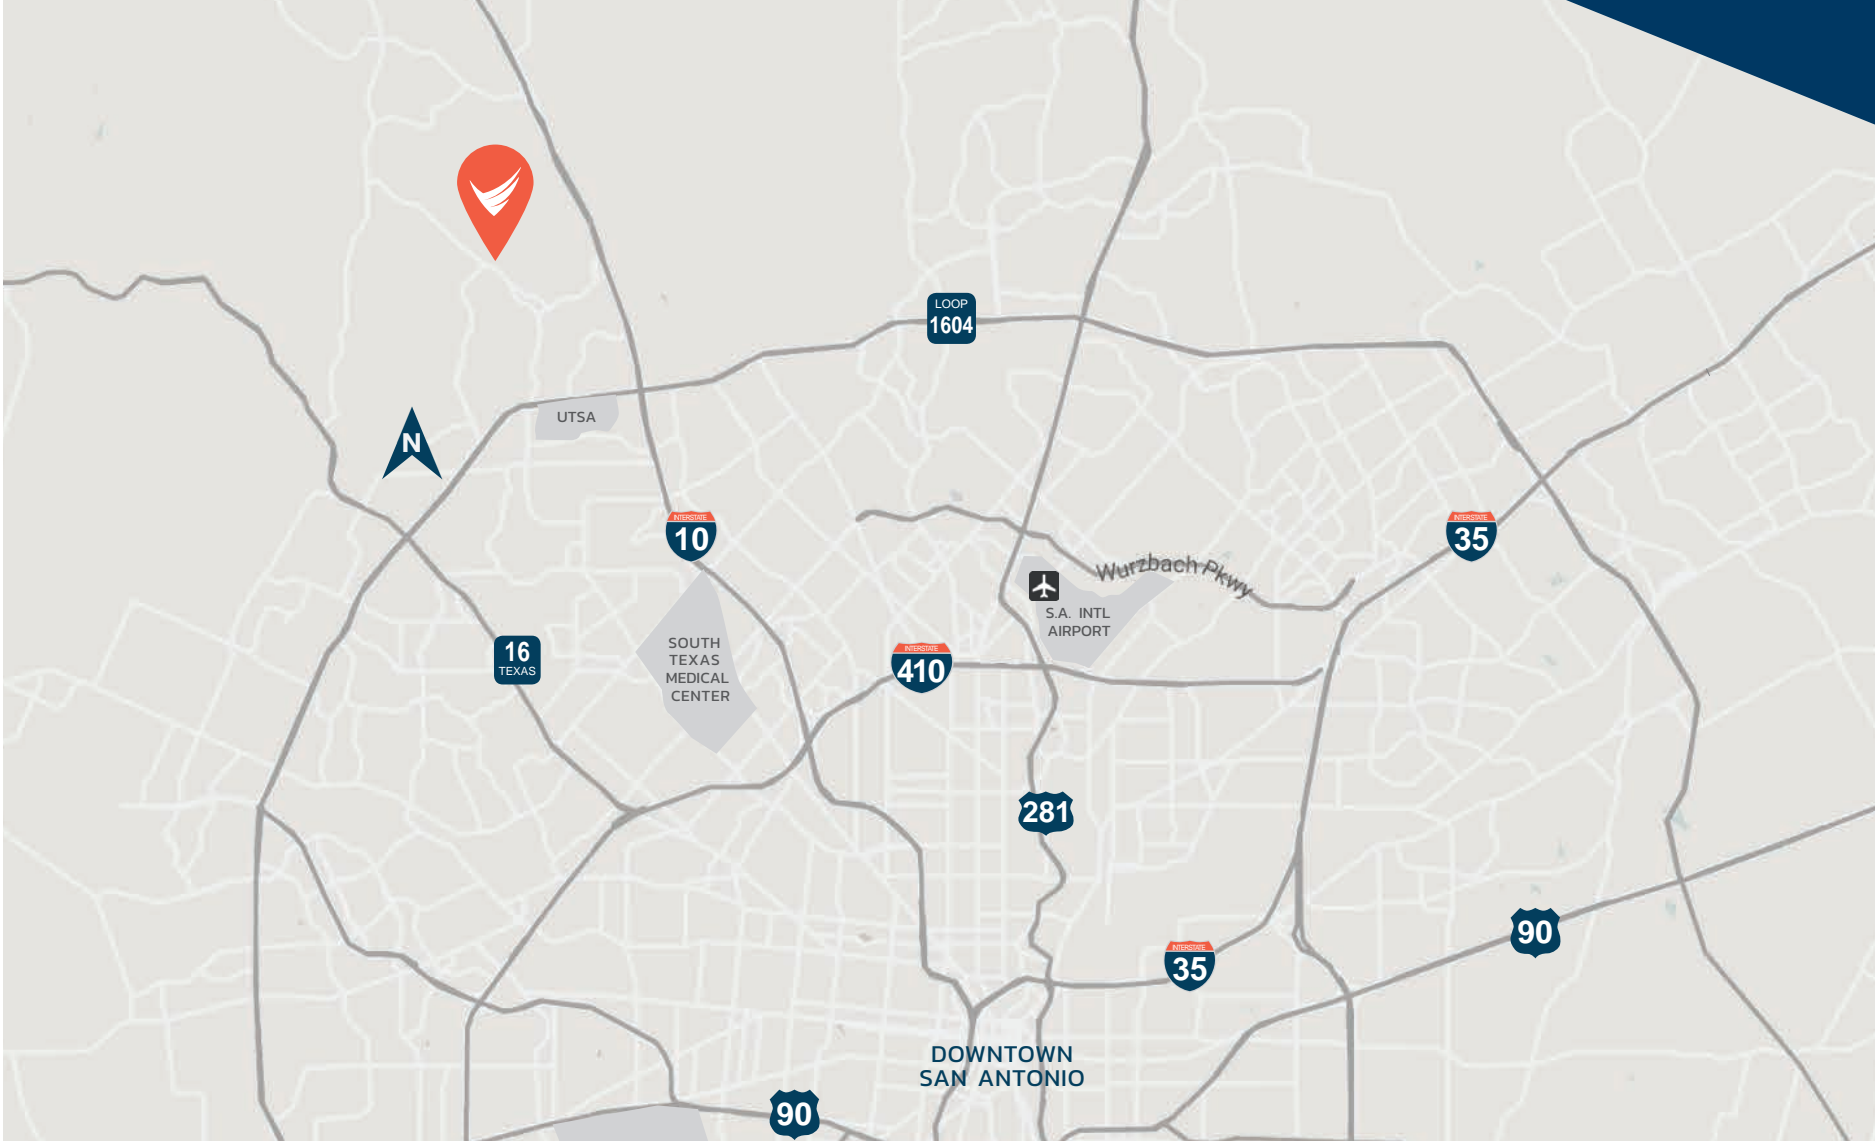 LOOP
1604
UTSA
N
INTERSTATE
10
INTERSTATE
35
Wurzbach Pkwy
S.A. INTL
AIRPORT
16
TEXAS
SOUTH
TEXAS
MEDICAL
CENTER
INTERSTATE
410
281
90
INTERSTATE
35
DOWNTOWN
SAN ANTONIO
90